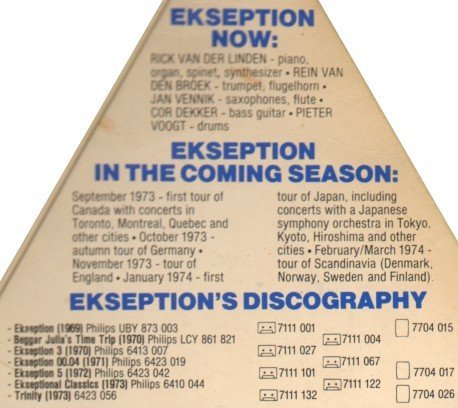 EKSEPTION
NOW:
RICK VAN DER LINDEN - piano,
organ, spinet, synthesizer • REIN VAN
DEN BROEK - trumpet, flugelhorn •
JAN VENNIK - saxophones, flute •
COR DEKKER - bass guitar • PIETER
VOOGT - drums
EKSEPTION
IN THE COMING SEASON:
September 1973 - first tour of
Canada with concerts in
Toronto, Montreal, Quebec and
other cities • October 1973 -
autumn tour of Germany •
November 1973 - tour of
England • January 1974 - first
tour of Japan, including
concerts with a Japanese
symphony orchestra in Tokyo,
Kyoto, Hiroshima and other
cities • February/March 1974 -
tour of Scandinavia (Denmark,
Norway, Sweden and Finland).
EKSEPTION'S DISCOGRAPHY
- Ekseption (1969) Philips UBY 873 003 7111 001 7704 015
- Beggar Julia's Time Trip (1970) Philips LCY 861 821 7111 004
- Ekseption 3 (1970) Philips 6413 007 7111 027
- Ekseption 00.04 (1971) Philips 6423 019 7111 067
- Ekseption 5 (1972) Philips 6423 042 7111 101 7704 017
- Ekseptional Classics (1973) Philips 6410 044 7111 122
- Trinity (1973) 6423 056 7111 132 7704 026